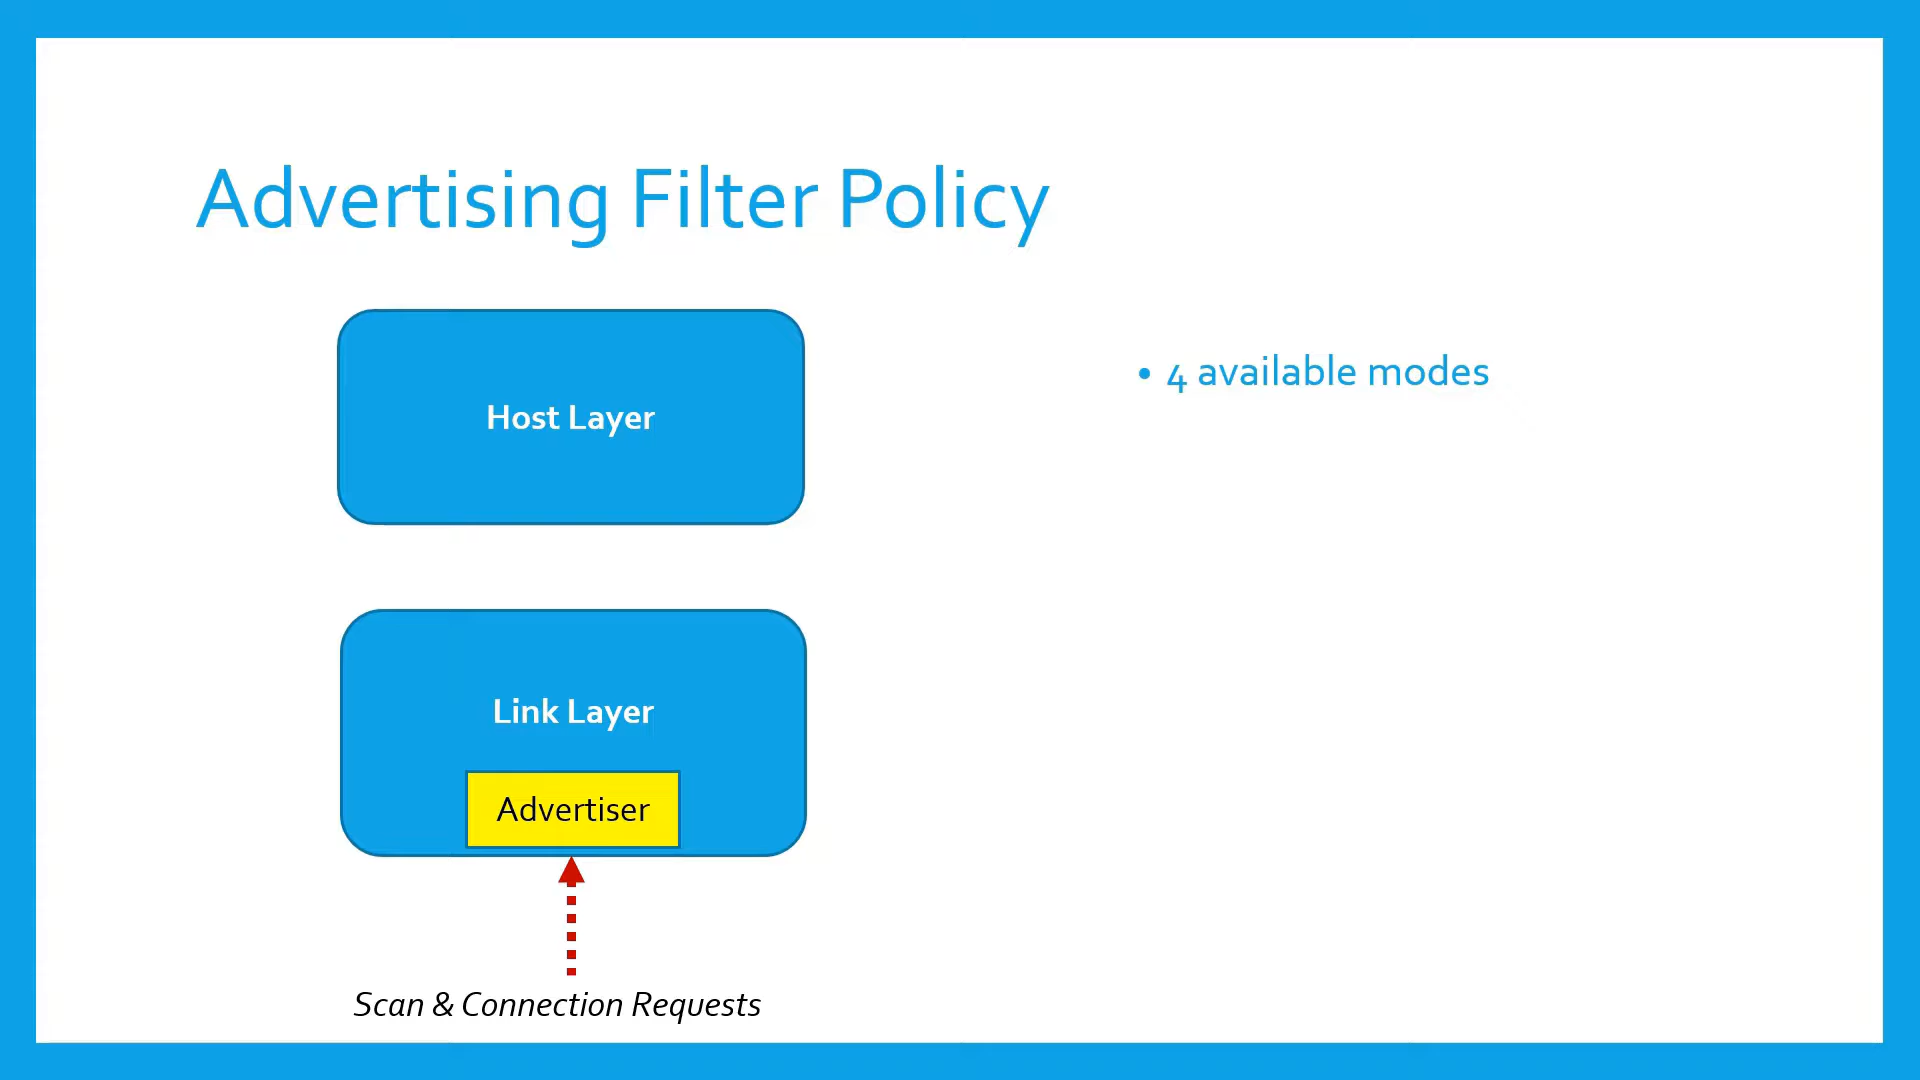 Advertising Filter Policy
Host Layer
• 4 available modes
Link Layer
Advertiser
Scan & Connection Requests